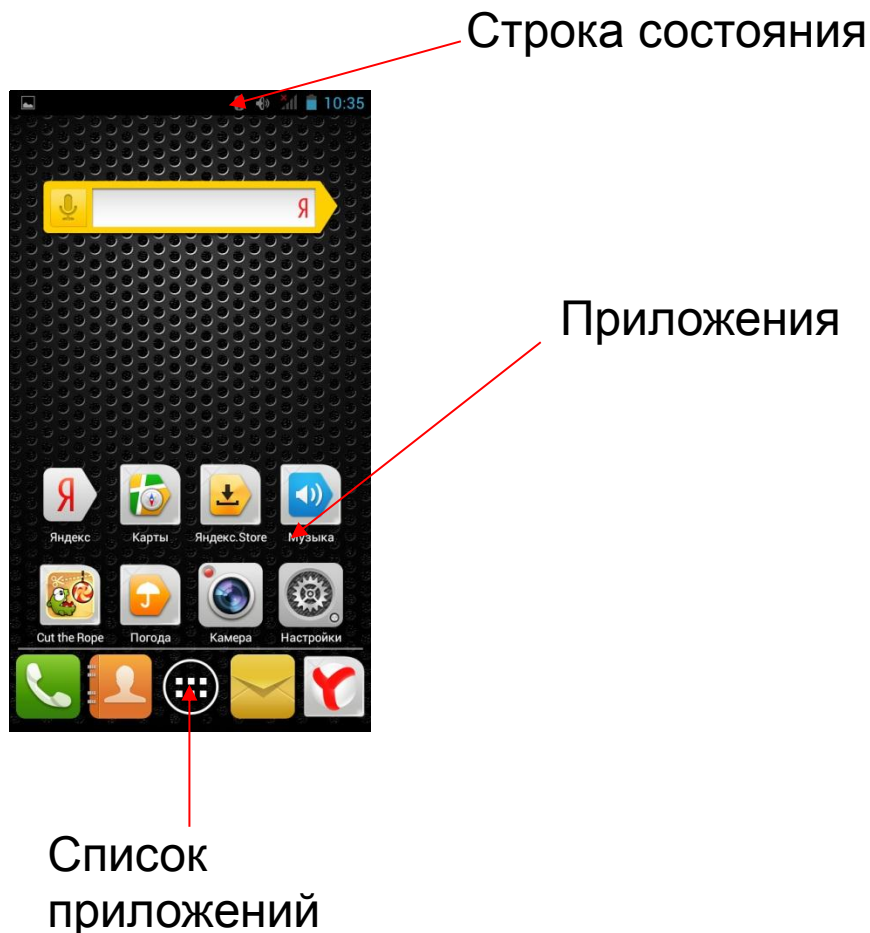 Строка состояния
10:35
Я
Приложения
Я
Яндекс Карты Яндекс.Store Музыка
Cut the Rope Погода Камера Настройки
Список
приложений